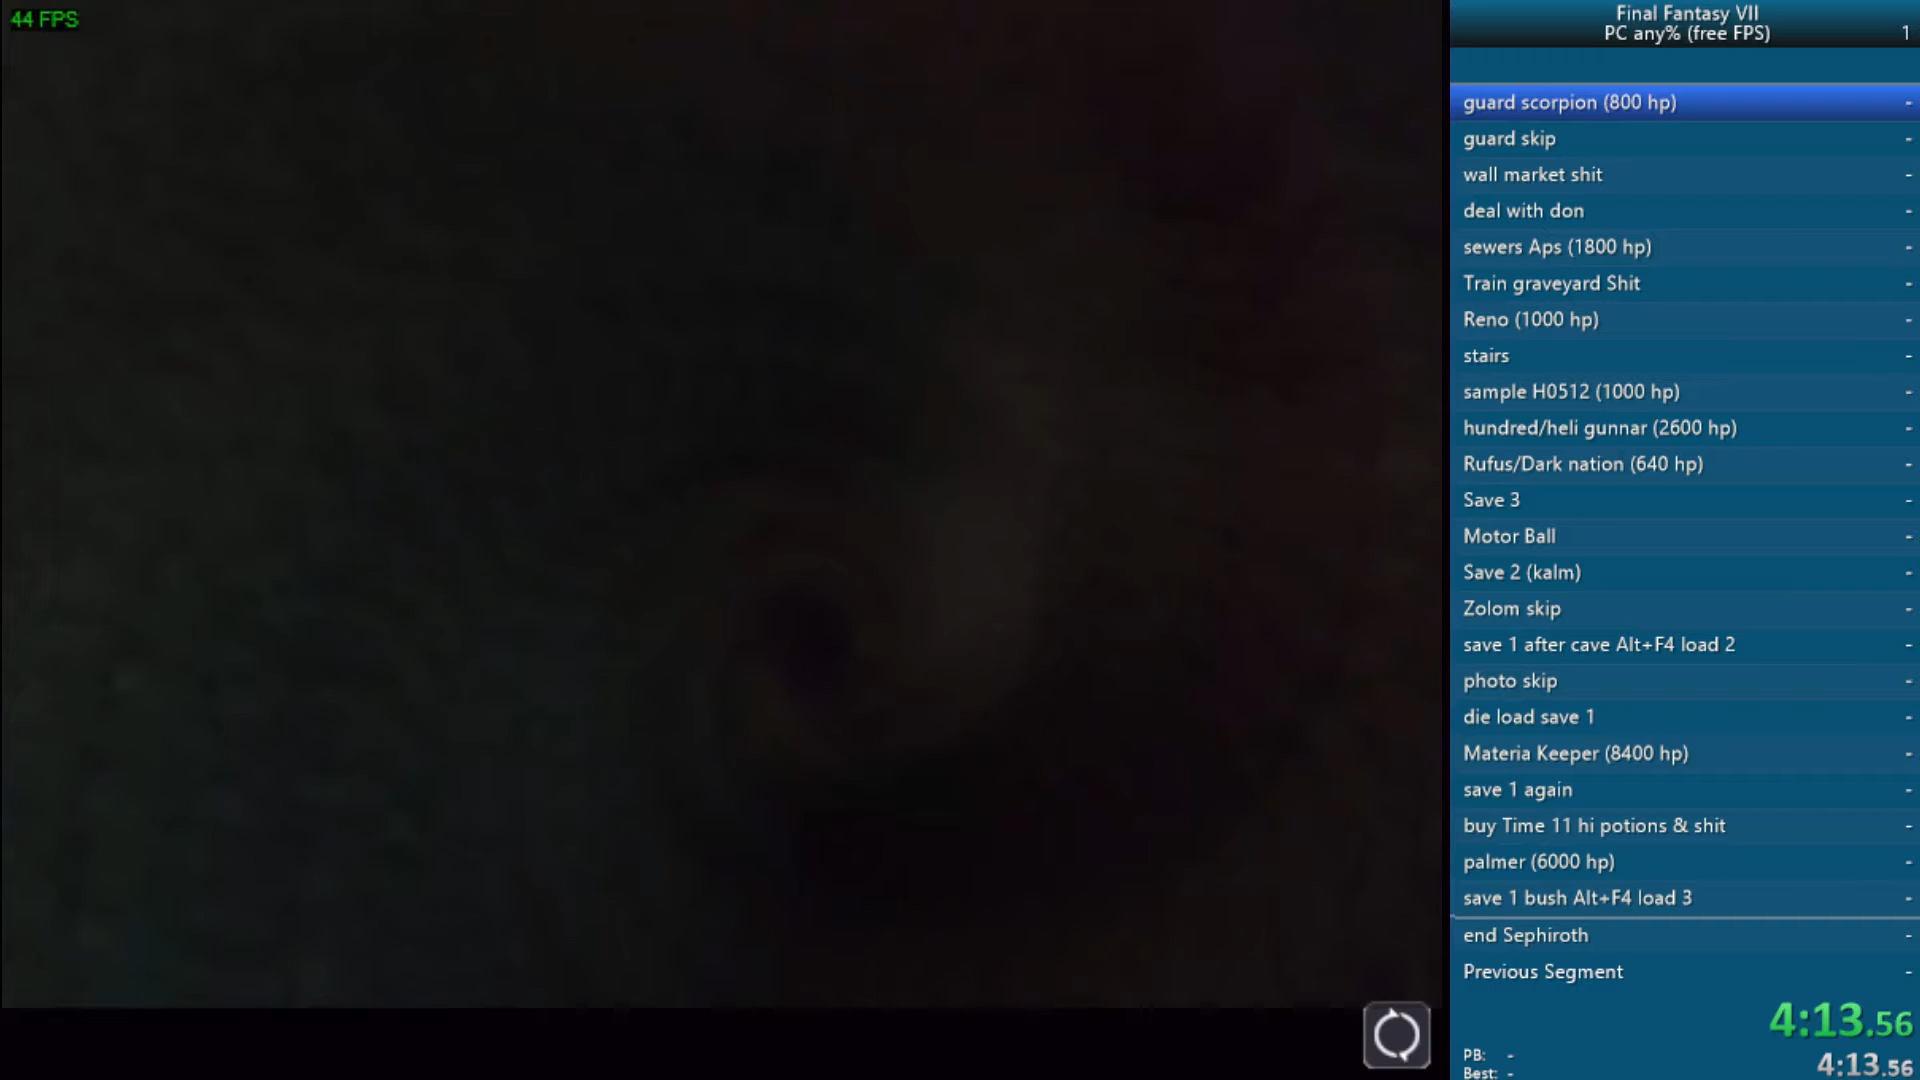 44 FPS
Final Fantasy VII
PC any% (free FPS)
1
guard scorpion (800 hp) -
guard skip -
wall market shit -
deal with don -
sewers Aps (1800 hp) -
Train graveyard Shit -
Reno (1000 hp) -
stairs -
sample H0512 (1000 hp) -
hundred/heli gunnar (2600 hp) -
Rufus/Dark nation (640 hp) -
Save 3 -
Motor Ball -
Save 2 (kalm) -
Zolom skip -
save 1 after cave Alt+F4 load 2 -
photo skip -
die load save 1 -
Materia Keeper (8400 hp) -
save 1 again -
buy Time 11 hi potions & shit -
palmer (6000 hp) -
save 1 bush Alt+F4 load 3 -
end Sephiroth -
Previous Segment -
4:13.56
PB: -
Best: -
4:13.56